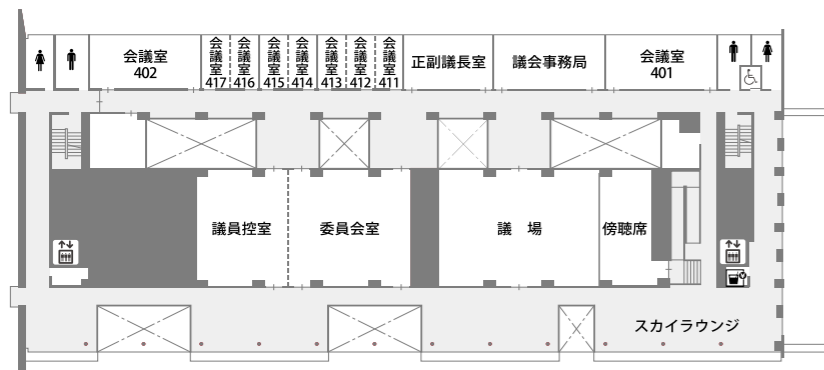 会議室
402
会議室
417
会議室
416
会議室
415
会議室
414
会議室
413
会議室
412
会議室
411
正副議長室
議会事務局
会議室
401
議員控室
委員会室
議　場
傍聴席
スカイラウンジ